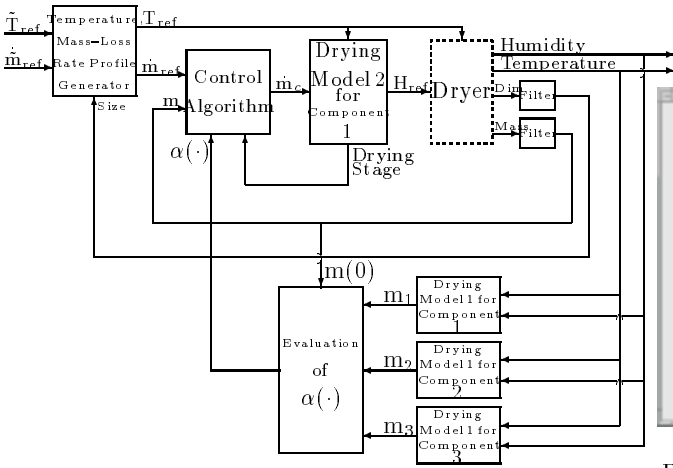 T̃ref
ṁ̃ref
Temperature
Mass-Loss
Rate Profile
Generator
Tref
ṁref
Size
m
Control
Algorithm
ṁc
α(·)
Drying
Model 2
for
Component
1
Href
Drying
Stage
Dryer
Humidity
Temperature
Dim
Filter
Mass
Filter
m(0)
Evaluation
of
α(·)
m1
Drying
Model 1 for
Component
1
m2
Drying
Model 1 for
Component
2
m3
Drying
Model 1 for
Component
3